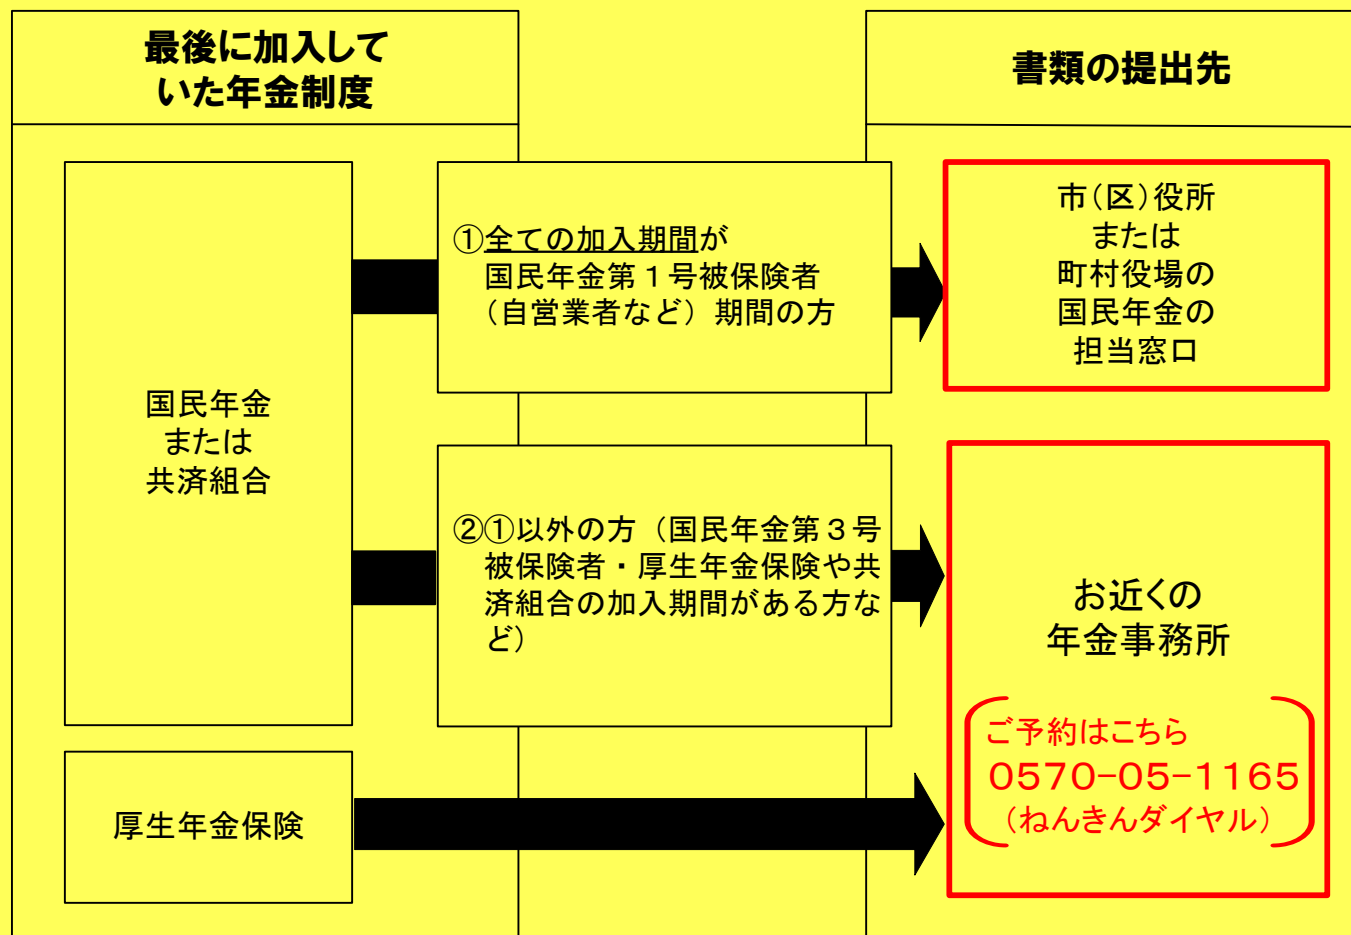 最後に加入して
いた年金制度
書類の提出先
国民年金
または
共済組合
①全ての加入期間が
国民年金第１号被保険者
（自営業者など）期間の方
市（区）役所
または
町村役場の
国民年金の
担当窓口
②①以外の方（国民年金第３号
被保険者・厚生年金保険や共
済組合の加入期間がある方な
ど）
お近くの
年金事務所
ご予約はこちら
０５７０-０５-１１６５
（ねんきんダイヤル）
厚生年金保険